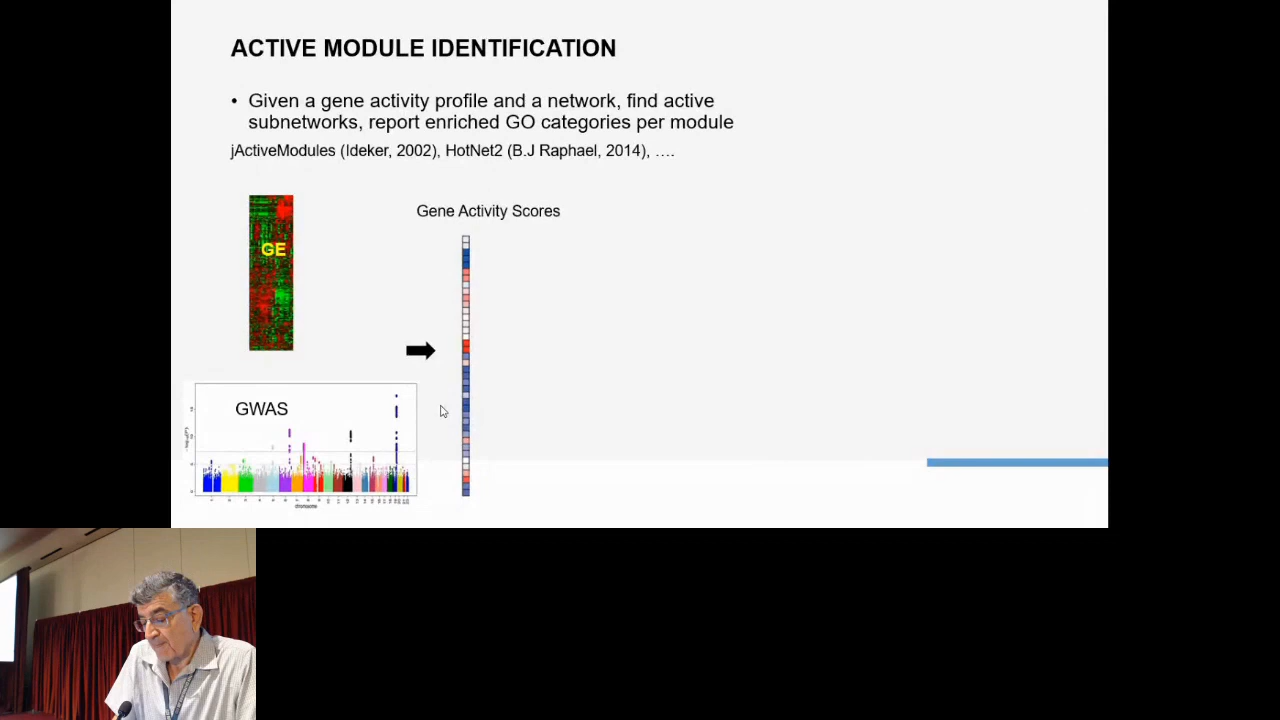 ACTIVE MODULE IDENTIFICATION
• Given a gene activity profile and a network, find active
subnetworks, report enriched GO categories per module
jActiveModules (Ideker, 2002), HotNet2 (B.J Raphael, 2014), ….
Gene Activity Scores
GE
GWAS
chromosome